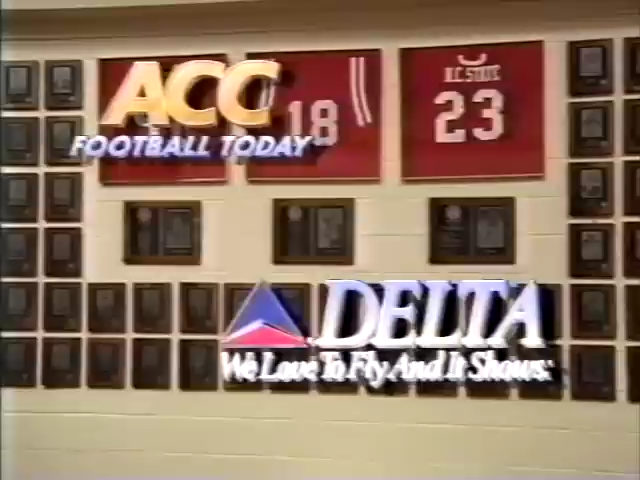 ACC
FOOTBALL TODAY
18
N.C. STATE
23
DELTA
We Love To Fly And It Shows.